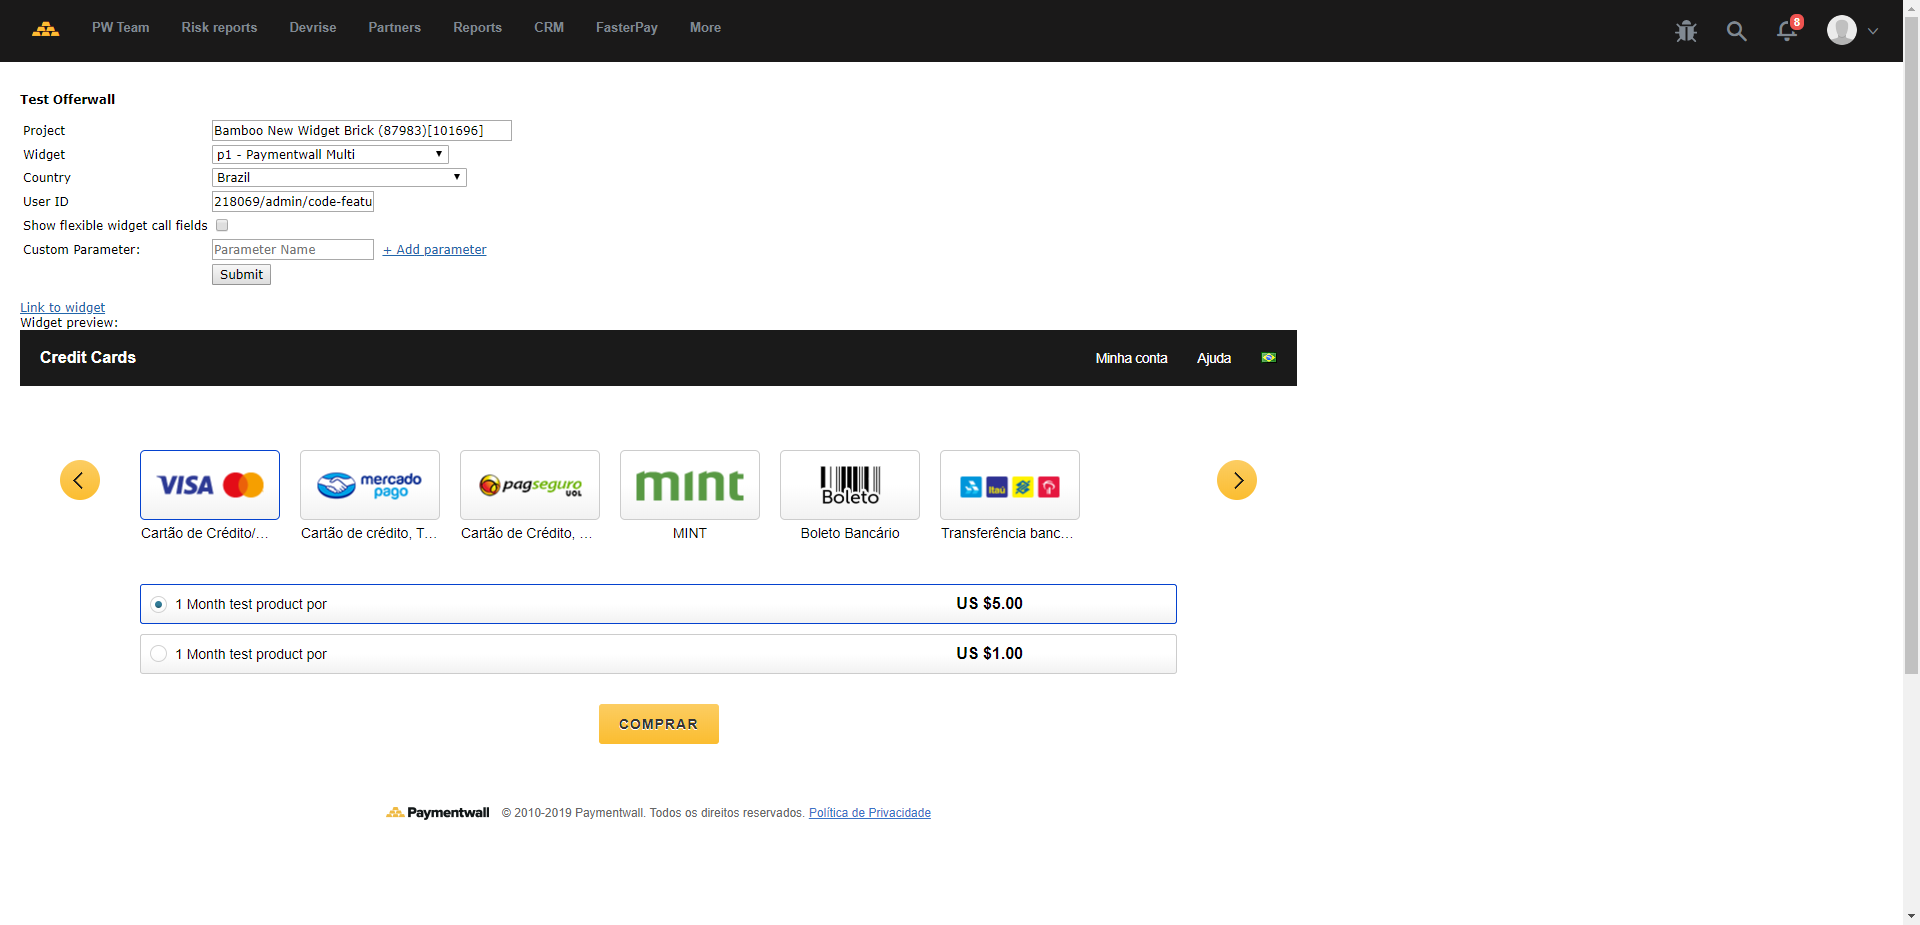 PW Team Risk reports Devrise Partners Reports CRM FasterPay More 8
Test Offerwall
Project Bamboo New Widget Brick (87983)[101696]
Widget p1 - Paymentwall Multi
Country Brazil
User ID 218069/admin/code-featu
Show flexible widget call fields
Custom Parameter: Parameter Name + Add parameter
Submit
Link to widget
Widget preview:
Credit Cards Minha conta Ajuda
VISA mercado pago pagseguro UOL mint Boleto Itaú
Cartão de Crédito/... Cartão de crédito, T... Cartão de Crédito, ... MINT Boleto Bancário Transferência banc...
1 Month test product por US $5.00
1 Month test product por US $1.00
COMPRAR
Paymentwall © 2010-2019 Paymentwall. Todos os direitos reservados. Política de Privacidade